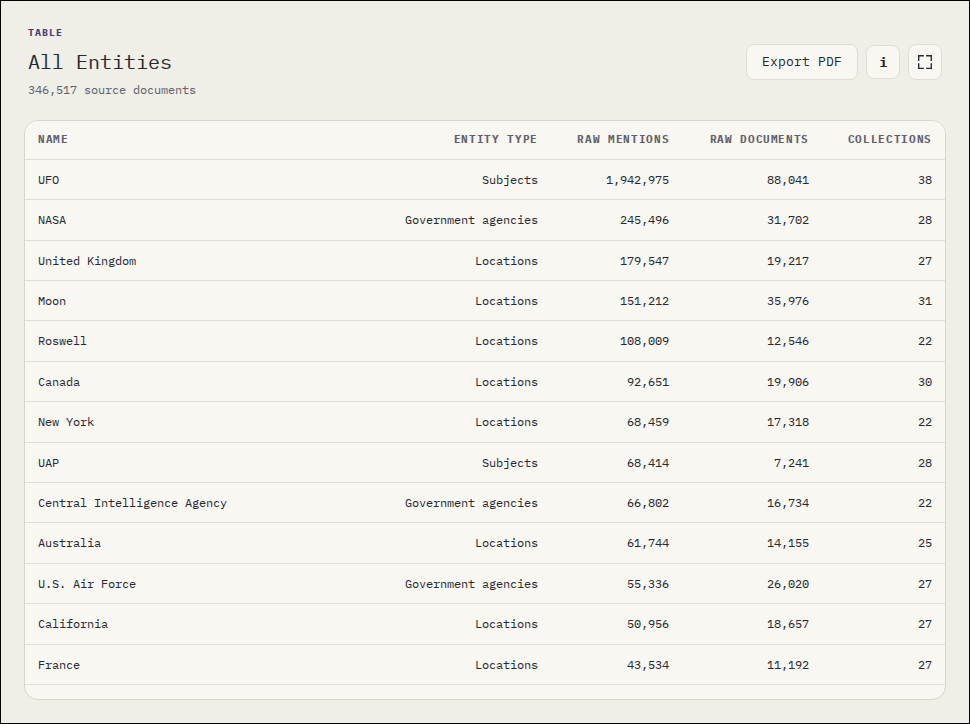 TABLE
All Entities
346,517 source documents
Export PDF i
NAME ENTITY TYPE RAW MENTIONS RAW DOCUMENTS COLLECTIONS
UFO Subjects 1,942,975 88,041 38
NASA Government agencies 245,496 31,702 28
United Kingdom Locations 179,547 19,217 27
Moon Locations 151,212 35,976 31
Roswell Locations 108,009 12,546 22
Canada Locations 92,651 19,906 30
New York Locations 68,459 17,318 22
UAP Subjects 68,414 7,241 28
Central Intelligence Agency Government agencies 66,802 16,734 22
Australia Locations 61,744 14,155 25
U.S. Air Force Government agencies 55,336 26,020 27
California Locations 50,956 18,657 27
France Locations 43,534 11,192 27